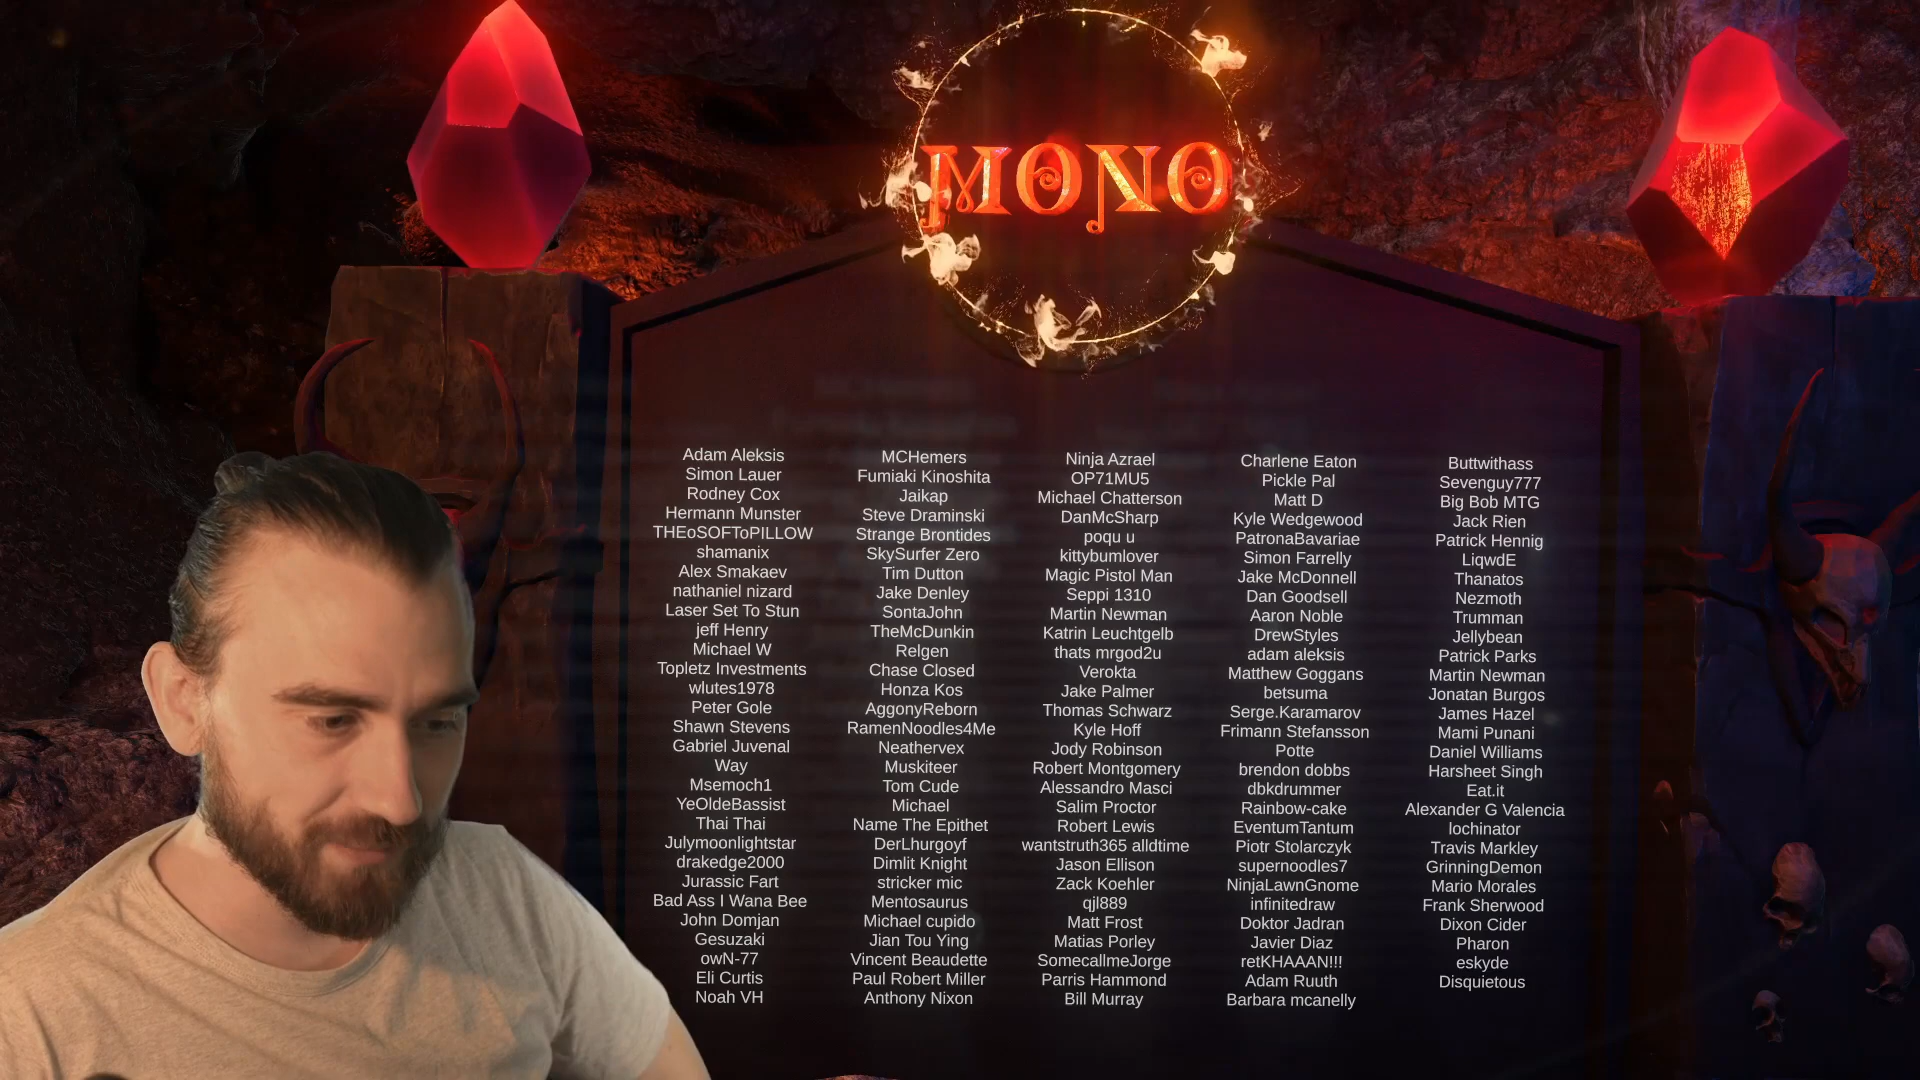 MONO
Adam Aleksis
Simon Lauer
Rodney Cox
Hermann Munster
THEoSOFToPILLOW
shamanix
Alex Smakaev
nathaniel nizard
Laser Set To Stun
jeff Henry
Michael W
Topletz Investments
wlutes1978
Peter Gole
Shawn Stevens
Gabriel Juvenal
Way
Msemoch1
YeOldeBassist
Thai Thai
Julymoonlightstar
drakedge2000
Jurassic Fart
Bad Ass I Wana Bee
John Domjan
Gesuzaki
owN-77
Eli Curtis
Noah VH
MCHemers
Fumiaki Kinoshita
Jaikap
Steve Draminski
Strange Brontides
SkySurfer Zero
Tim Dutton
Jake Denley
SontaJohn
TheMcDunkin
Relgen
Chase Closed
Honza Kos
AggonyReborn
RamenNoodles4Me
Neathervex
Muskiteer
Tom Cude
Michael
Name The Epithet
DerLhurgoyf
Dimlit Knight
stricker mic
Mentosaurus
Michael cupido
Jian Tou Ying
Vincent Beaudette
Paul Robert Miller
Anthony Nixon
Ninja Azrael
OP71MU5
Michael Chatterson
DanMcSharp
poqu u
kittybumlover
Magic Pistol Man
Seppi 1310
Martin Newman
Katrin Leuchtgelb
thats mrgod2u
Verokta
Jake Palmer
Thomas Schwarz
Kyle Hoff
Jody Robinson
Robert Montgomery
Alessandro Masci
Salim Proctor
Robert Lewis
wantstruth365 alldtime
Jason Ellison
Zack Koehler
qjl889
Matt Frost
Matias Porley
SomecallmeJorge
Parris Hammond
Bill Murray
Charlene Eaton
Pickle Pal
Matt D
Kyle Wedgewood
PatronaBavariae
Simon Farrelly
Jake McDonnell
Dan Goodsell
Aaron Noble
DrewStyles
adam aleksis
Matthew Goggans
betsuma
Serge.Karamarov
Frimann Stefansson
Potte
brendon dobbs
dbkdrummer
Rainbow-cake
EventumTantum
Piotr Stolarczyk
supernoodles7
NinjaLawnGnome
infinitedraw
Doktor Jadran
Javier Diaz
retKHAAAN!!!
Adam Ruuth
Barbara mcanelly
Buttwithass
Sevenguy777
Big Bob MTG
Jack Rien
Patrick Hennig
LiqwdE
Thanatos
Nezmoth
Trumman
Jellybean
Patrick Parks
Martin Newman
Jonatan Burgos
James Hazel
Mami Punani
Daniel Williams
Harsheet Singh
Eat.it
Alexander G Valencia
lochinator
Travis Markley
GrinningDemon
Mario Morales
Frank Sherwood
Dixon Cider
Pharon
eskyde
Disquietous